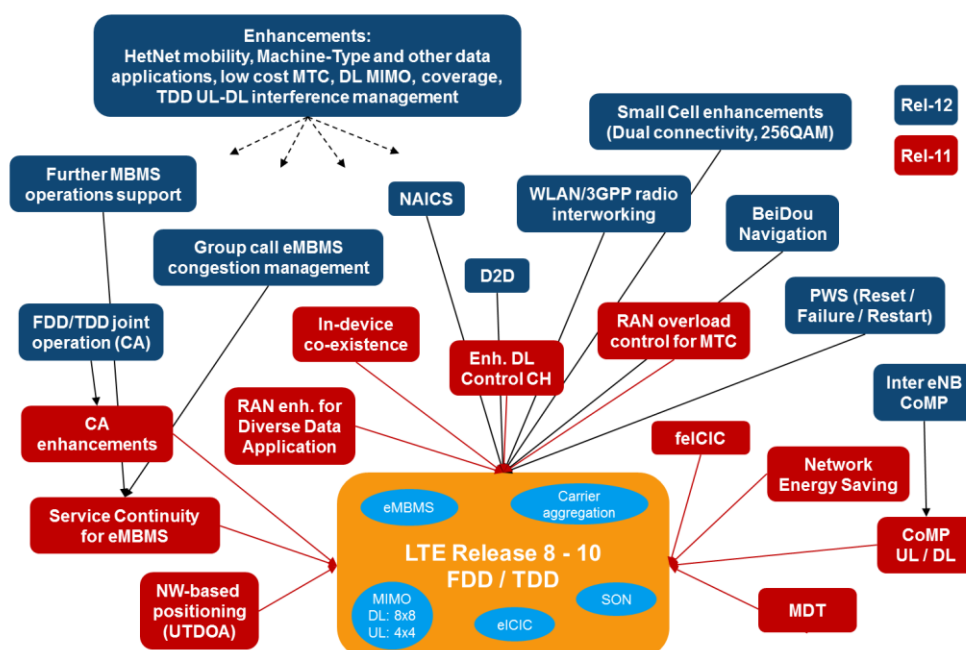 Enhancements:
HetNet mobility, Machine-Type and other data
applications, low cost MTC, DL MIMO, coverage,
TDD UL-DL interference management
Small Cell enhancements
(Dual connectivity, 256QAM)
Rel-12
Rel-11
Further MBMS
operations support
NAICS
WLAN/3GPP radio
interworking
BeiDou
Navigation
Group call eMBMS
congestion management
D2D
PWS (Reset /
Failure / Restart)
FDD/TDD joint
operation (CA)
In-device
co-existence
Enh. DL
Control CH
RAN overload
control for MTC
Inter eNB
CoMP
CA
enhancements
RAN enh. for
Diverse Data
Application
feICIC
Network
Energy Saving
Service Continuity
for eMBMS
CoMP
UL / DL
NW-based
positioning
(UTDOA)
MDT
eMBMS
Carrier
aggregation
LTE Release 8 - 10
FDD / TDD
MIMO
DL: 8x8
UL: 4x4
eICIC
SON